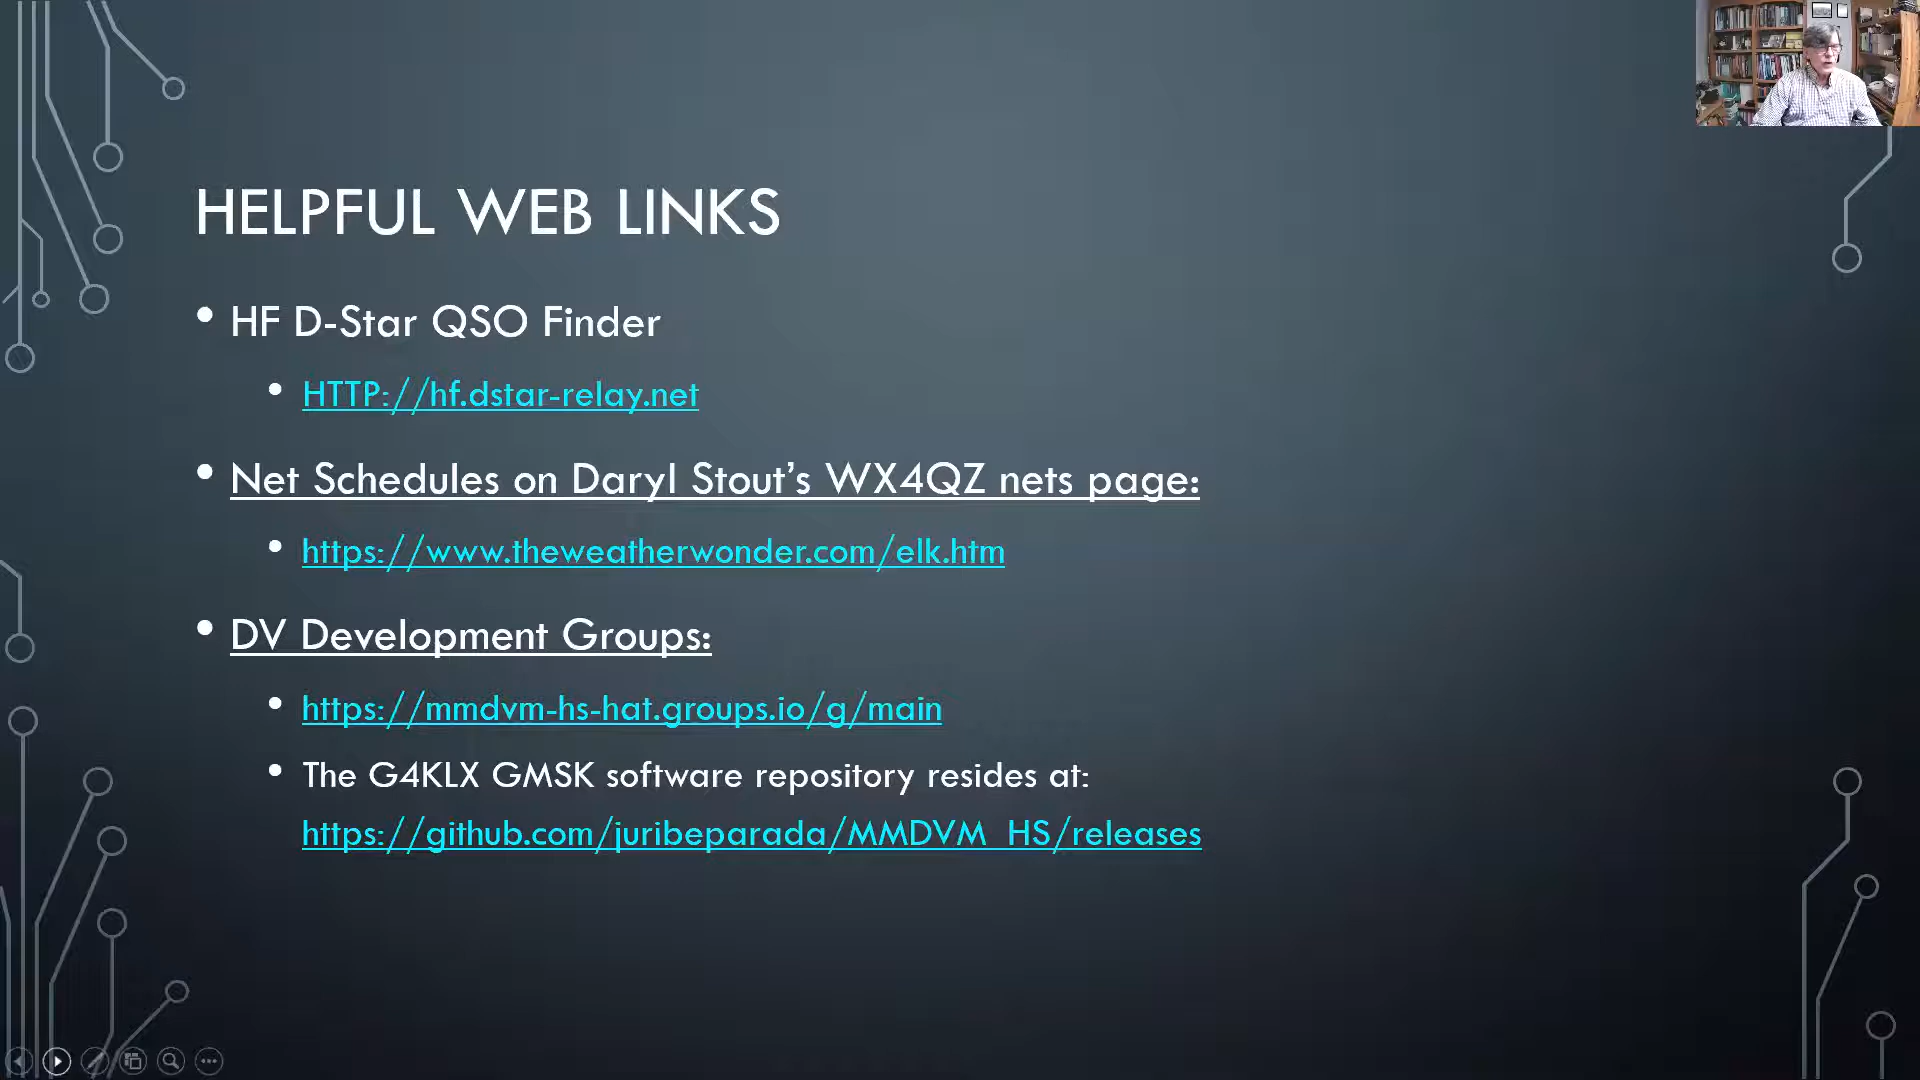 HELPFUL WEB LINKS
• HF D-Star QSO Finder
• HTTP://hf.dstar-relay.net
• Net Schedules on Daryl Stout’s WX4QZ nets page:
• https://www.theweatherwonder.com/elk.htm
• DV Development Groups:
• https://mmdvm-hs-hat.groups.io/g/main
• The G4KLX GMSK software repository resides at:
https://github.com/juribeparada/MMDVM_HS/releases